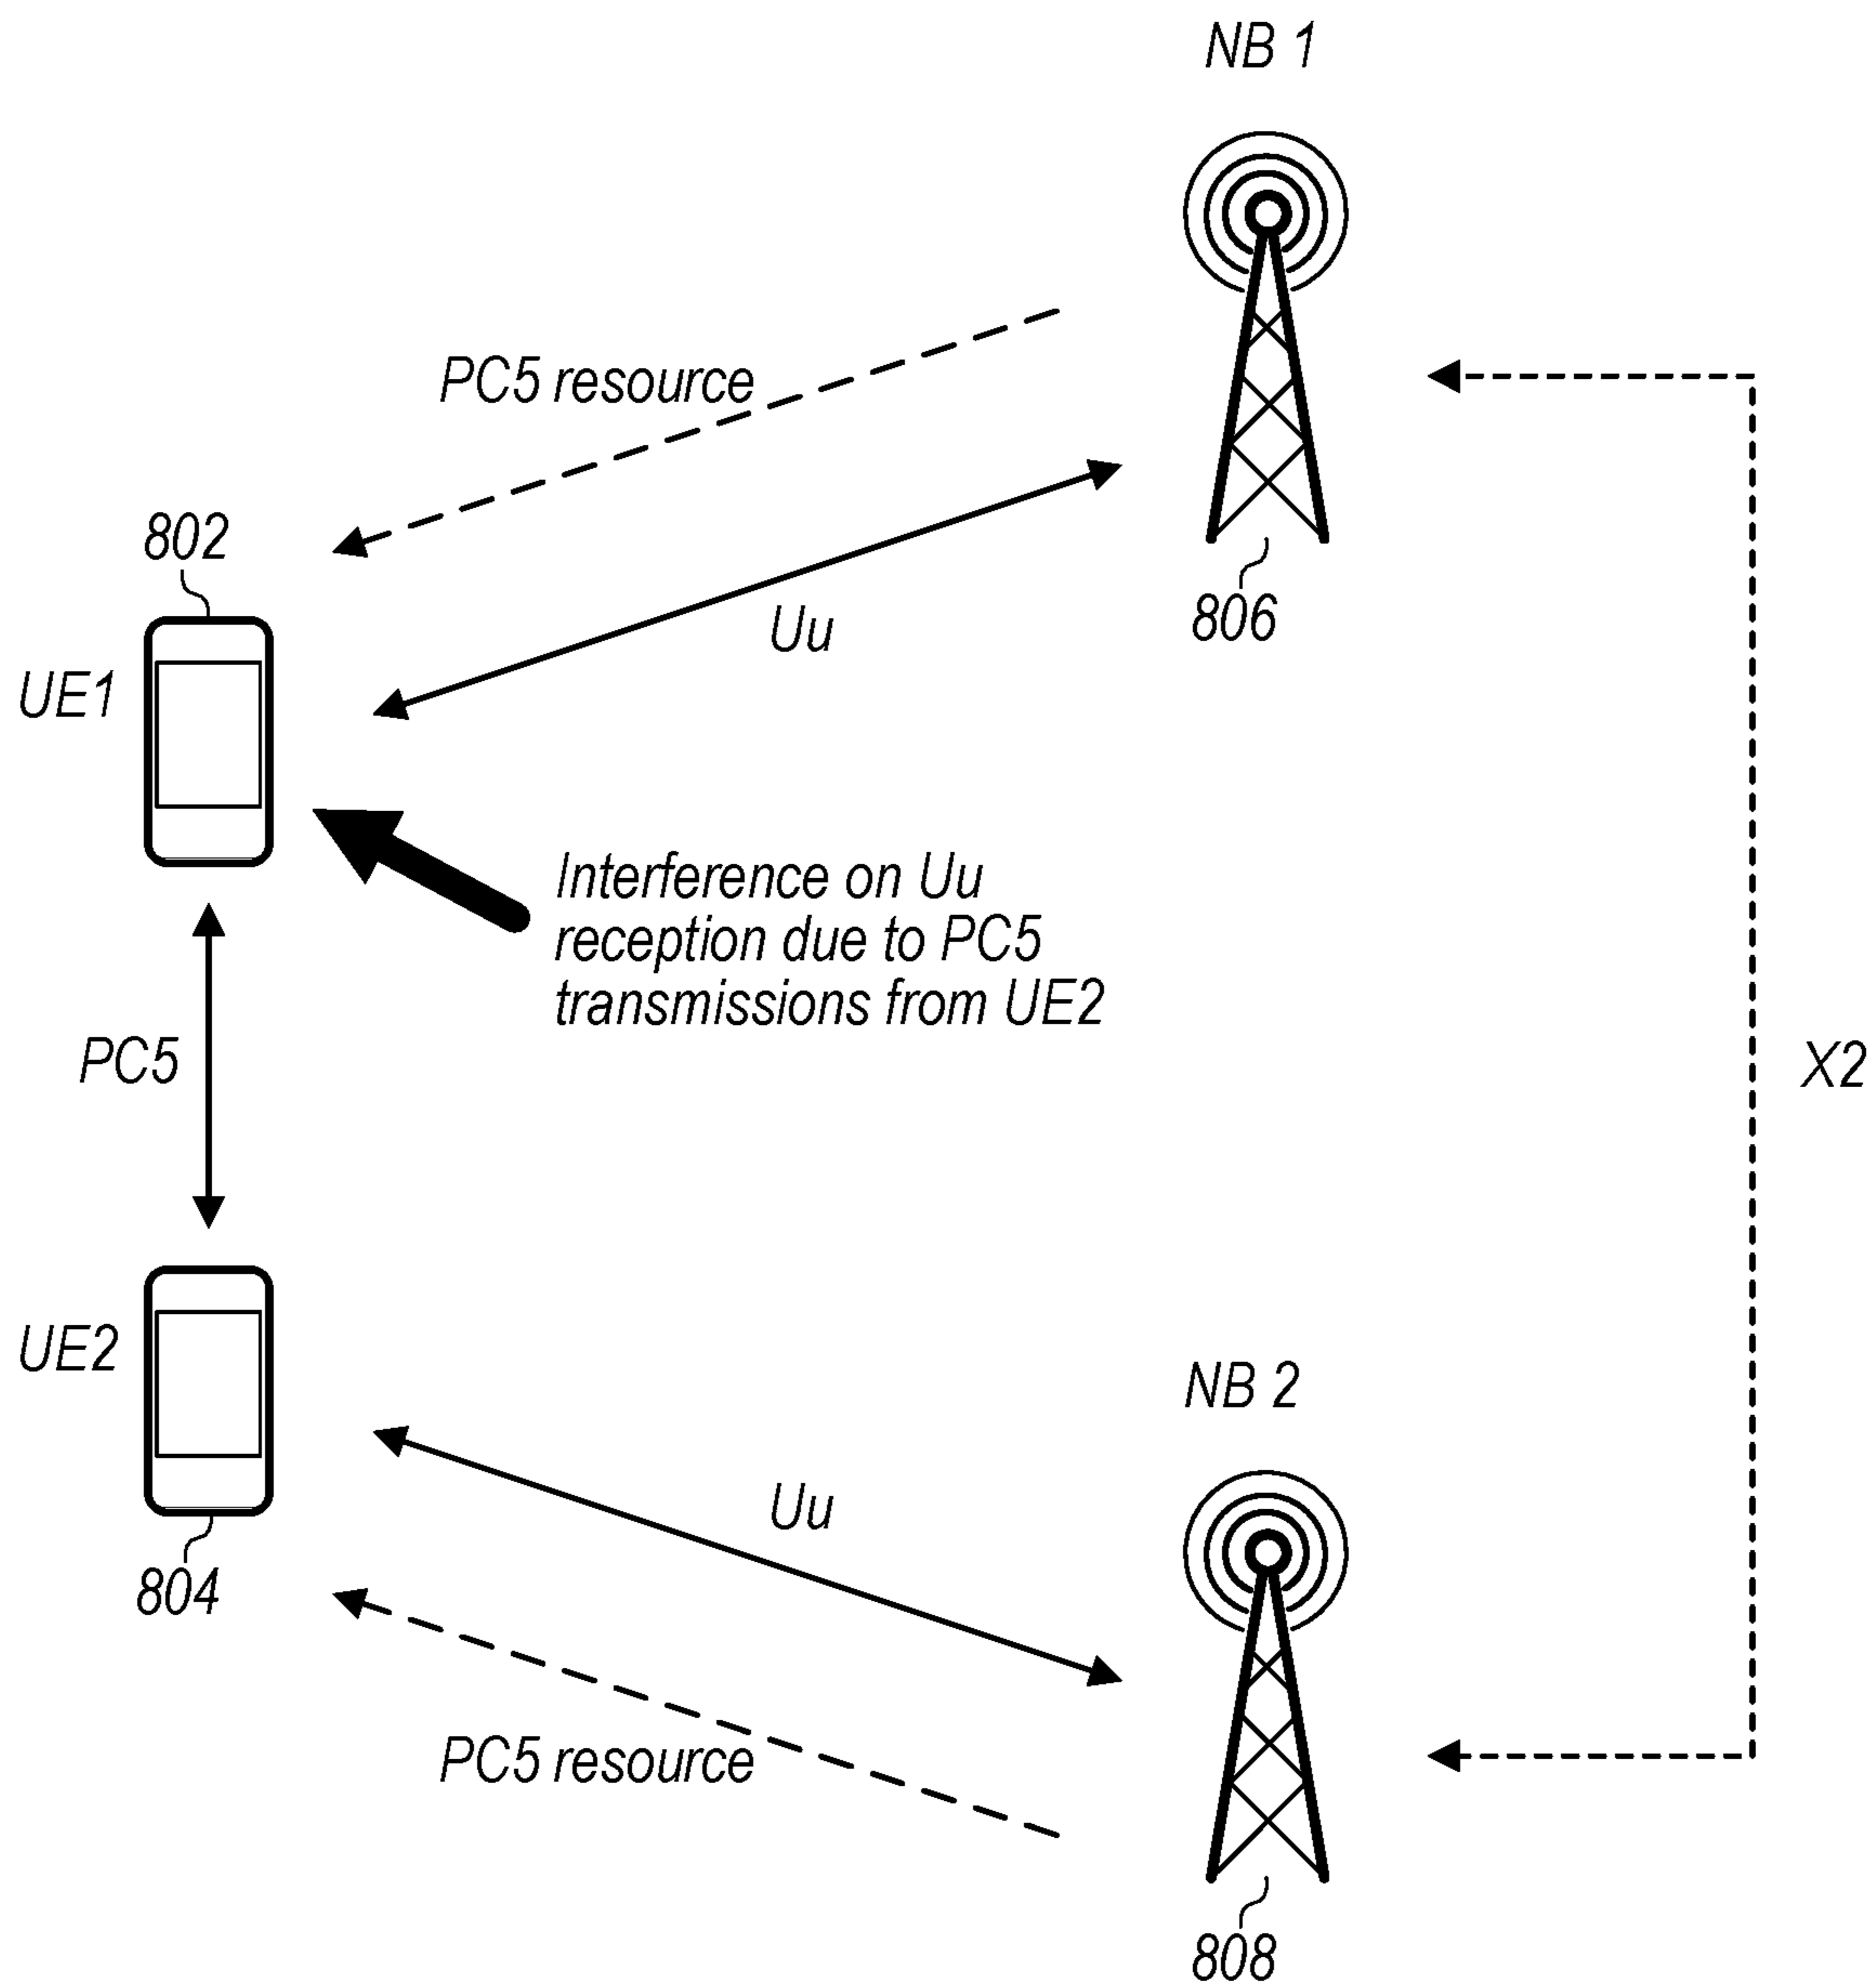 NB 1
PC5 resource
802
Uu
806
UE1
Interference on Uu
reception due to PC5
transmissions from UE2
PC5
X2
UE2
NB 2
Uu
804
PC5 resource
808